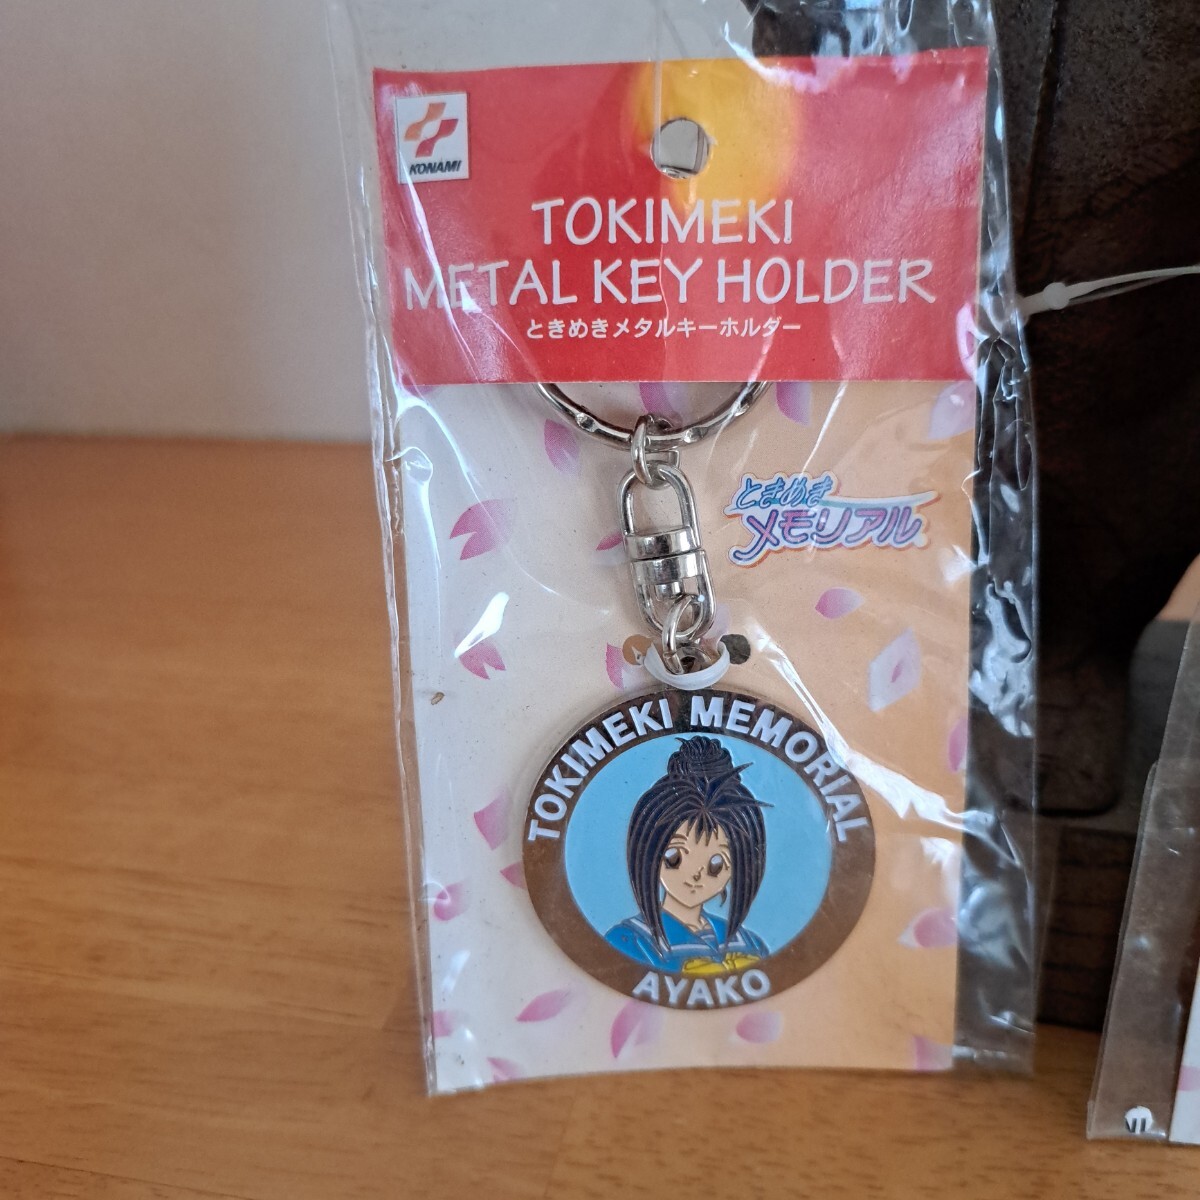 KONAMI
TOKIMEKI
METAL KEY HOLDER
ときめきメタルキーホルダー
ときめき
メモリアル
TOKIMEKI MEMORIAL
AYAKO